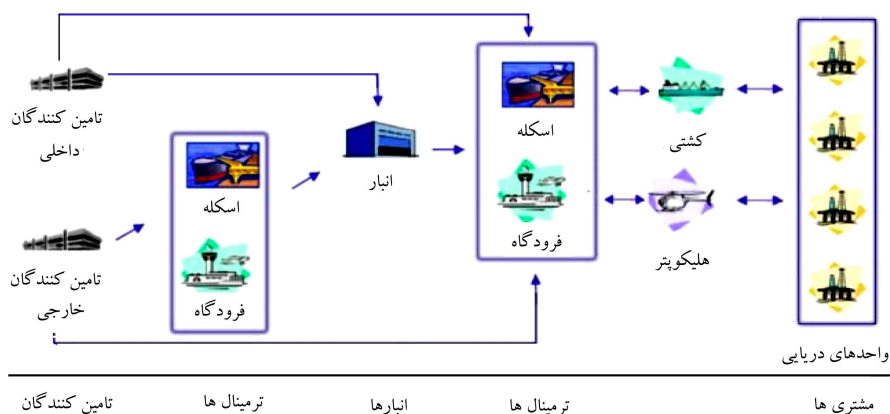 تامین کنندگان
داخلی
تامین کنندگان
خارجی
اسکله
فرودگاه
انبار
اسکله
فرودگاه
کشتی
هلیکوپتر
واحدهای دریایی
تامین کنندگان
ترمینال ها
انبارها
ترمینال ها
مشتری ها